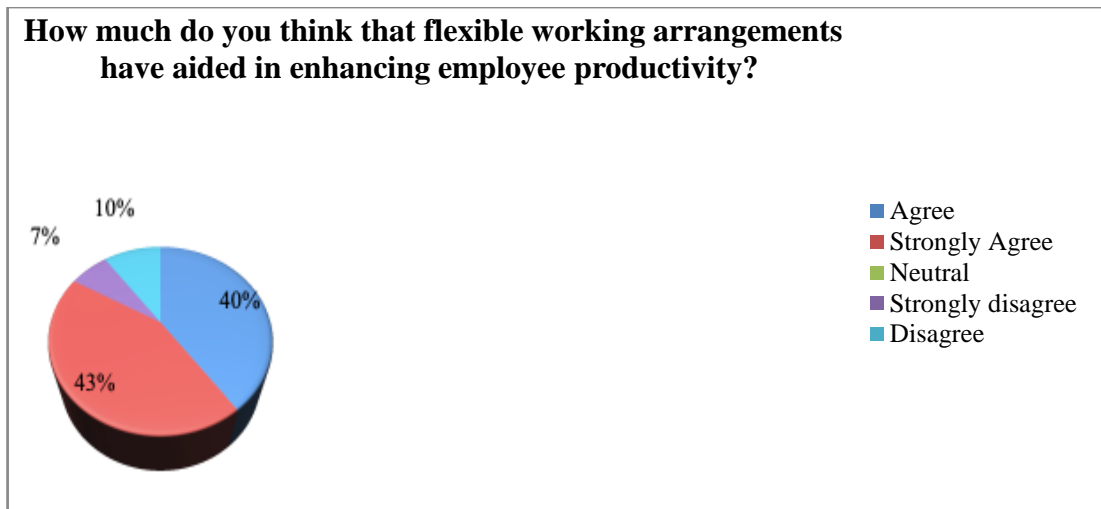 How much do you think that flexible working arrangements
have aided in enhancing employee productivity?
10%
7%
40%
43%
Agree
Strongly Agree
Neutral
Strongly disagree
Disagree